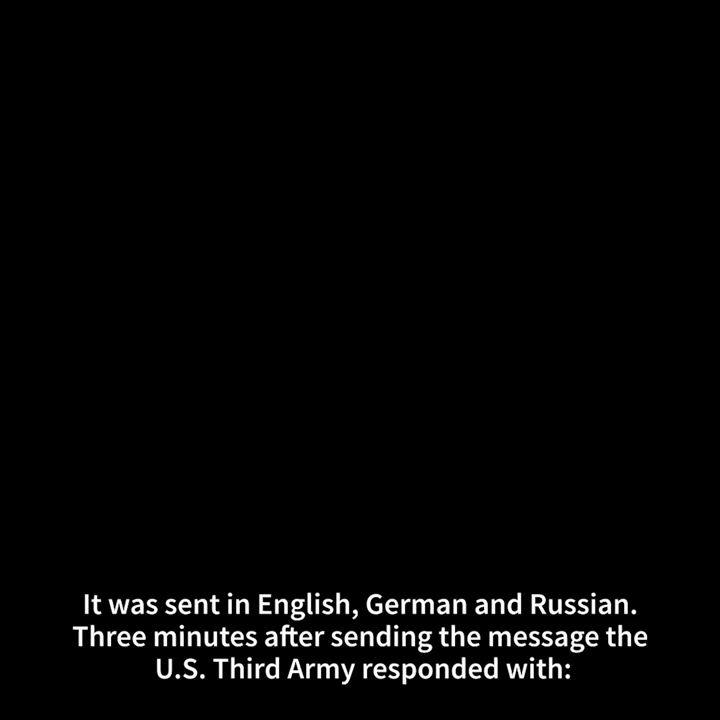 It was sent in English, German and Russian.
Three minutes after sending the message the
U.S. Third Army responded with: